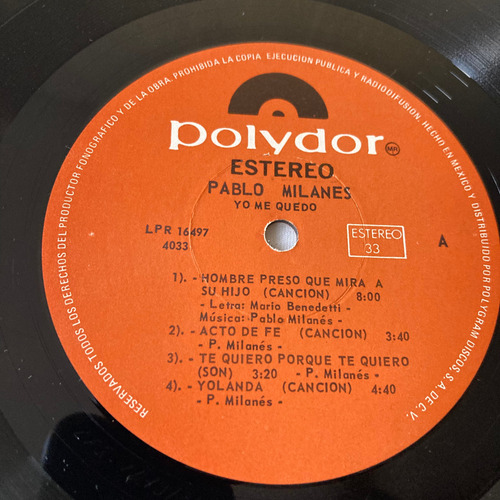 RESERVADOS TODOS LOS DERECHOS DEL PRODUCTOR FONOGRAFICO Y DE LA OBRA. PROHIBIDA LA COPIA EJECUCION PUBLICA Y RADIODIFUSION. HECHO EN MEXICO Y DISTRIBUIDO POR POLYGRAM DISCOS, S. A. DE C. V.
polydor MR
ESTEREO
PABLO MILANES
YO ME QUEDO
LPR 16497
4033
ESTEREO
33
A
1). - HOMBRE PRESO QUE MIRA A
SU HIJO (CANCION) 8:00
- Letra: Mario Benedetti -
Música: Pablo Milanés -
2). - ACTO DE FE (CANCION) 3:40
- P. Milanés -
3). - TE QUIERO PORQUE TE QUIERO
(SON) 3:20 - P. Milanés -
4). - YOLANDA (CANCION) 4:40
- P. Milanés -